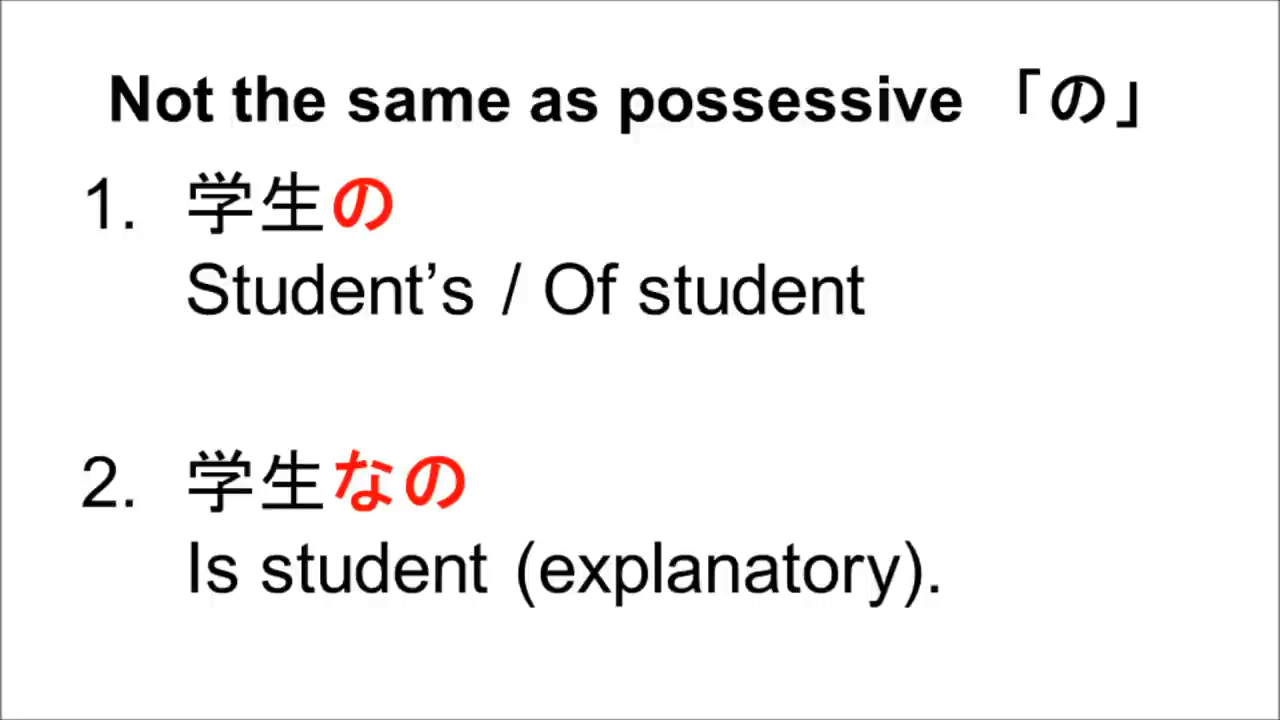 Not the same as possessive 「の」
1. 学生の
Student’s / Of student
2. 学生なの
Is student (explanatory).